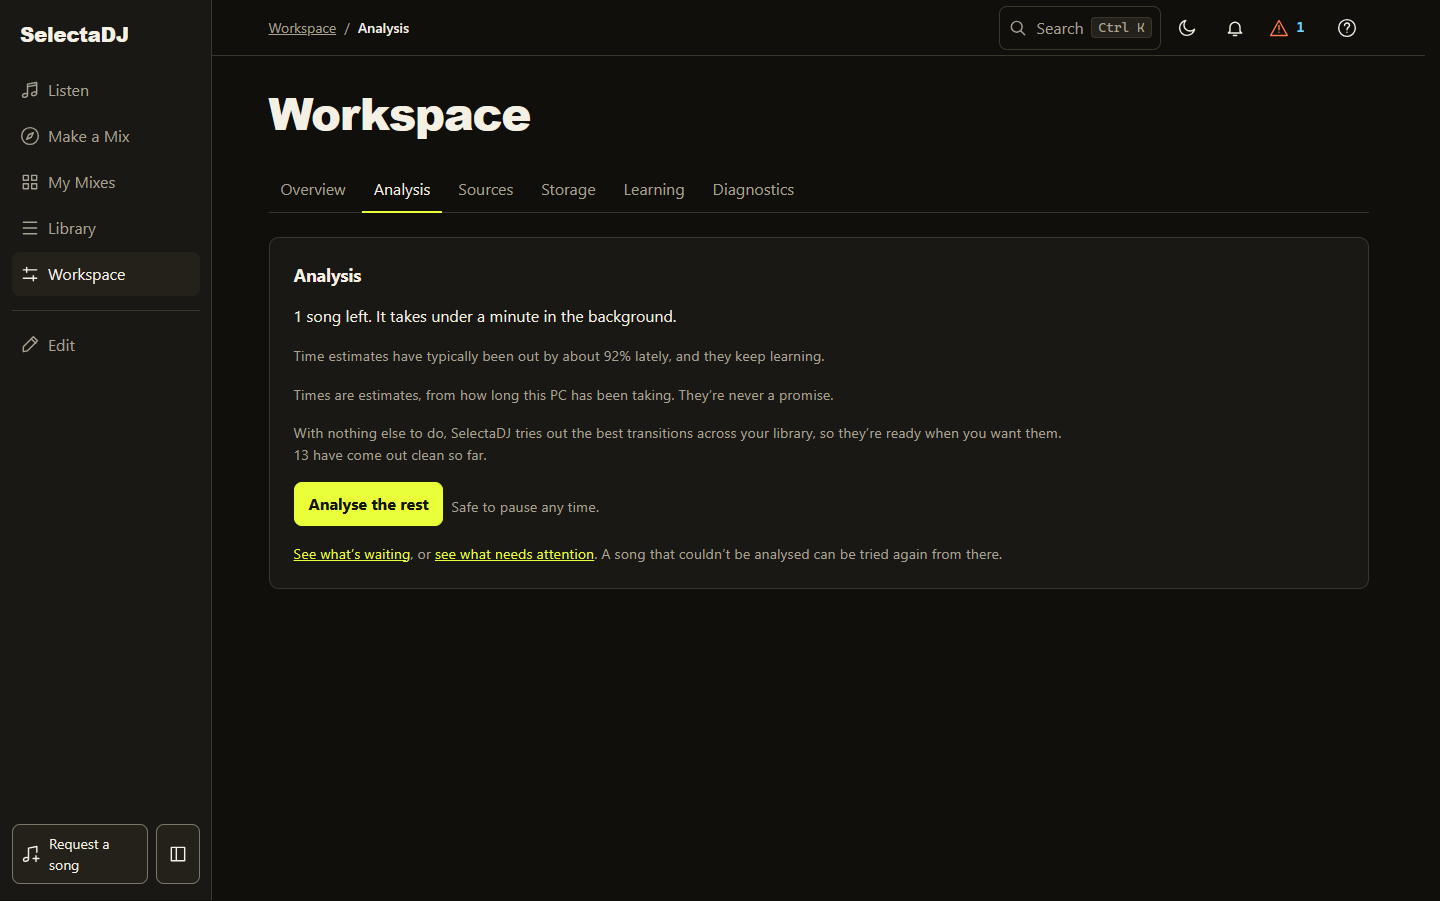 SelectaDJ
Listen
Make a Mix
My Mixes
Library
Workspace
Edit
Request a
song
Workspace / Analysis
Search Ctrl K
1
Workspace
Overview Analysis Sources Storage Learning Diagnostics
Analysis
1 song left. It takes under a minute in the background.
Time estimates have typically been out by about 92% lately, and they keep learning.
Times are estimates, from how long this PC has been taking. They’re never a promise.
With nothing else to do, SelectaDJ tries out the best transitions across your library, so they’re ready when you want them.
13 have come out clean so far.
Analyse the rest Safe to pause any time.
See what’s waiting, or see what needs attention. A song that couldn’t be analysed can be tried again from there.